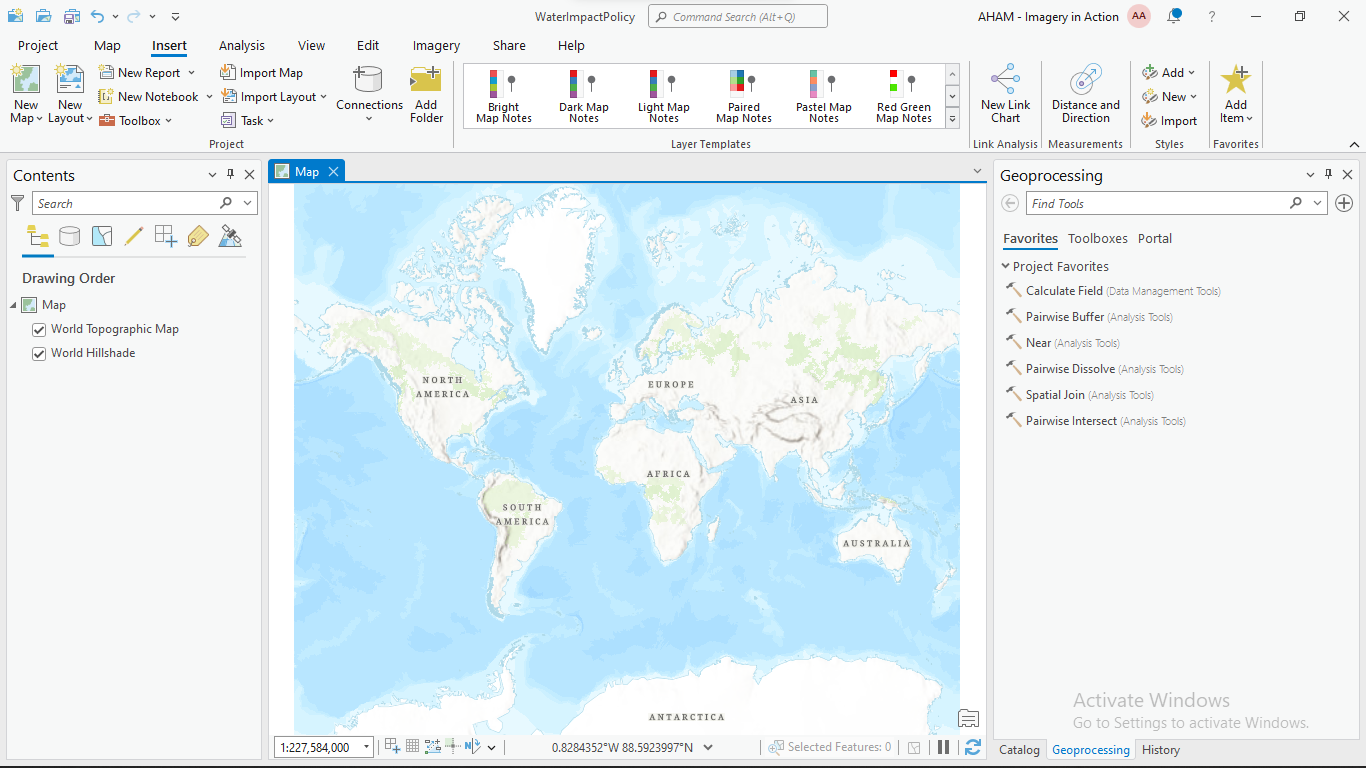 WaterImpactPolicy
Command Search (Alt+Q)
AHAM - Imagery in Action
AA
?
Project Map Insert Analysis View Edit Imagery Share Help
New Map
New Layout
New Report
New Notebook
Toolbox
Import Map
Import Layout
Task
Connections
Add Folder
Project
Bright Map Notes
Dark Map Notes
Light Map Notes
Paired Map Notes
Pastel Map Notes
Red Green Map Notes
Layer Templates
New Link Chart
Link Analysis
Distance and Direction
Measurements
Add
New
Import
Styles
Add Item
Favorites
Contents
Search
Drawing Order
Map
World Topographic Map
World Hillshade
Map
NORTH AMERICA
EUROPE
ASIA
AFRICA
SOUTH AMERICA
AUSTRALIA
ANTARCTICA
1:227,584,000
0.8284352°W 88.5923997°N
Selected Features: 0
Geoprocessing
Find Tools
Favorites Toolboxes Portal
Project Favorites
Calculate Field (Data Management Tools)
Pairwise Buffer (Analysis Tools)
Near (Analysis Tools)
Pairwise Dissolve (Analysis Tools)
Spatial Join (Analysis Tools)
Pairwise Intersect (Analysis Tools)
Activate Windows
Go to Settings to activate Windows.
Catalog Geoprocessing History